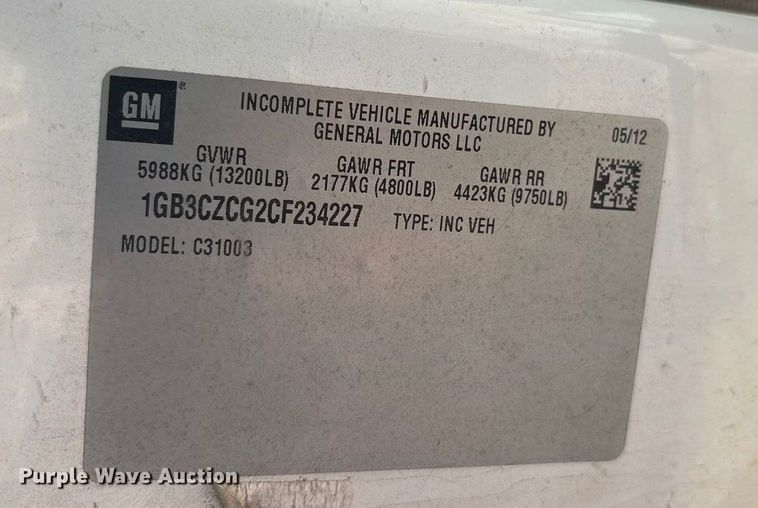 GM ®
INCOMPLETE VEHICLE MANUFACTURED BY
GENERAL MOTORS LLC
05/12
GVWR GAWR FRT GAWR RR
5988KG (13200LB) 2177KG (4800LB) 4423KG (9750LB)
1GB3CZCG2CF234227 TYPE: INC VEH
MODEL: C31003
Purple Wave Auction